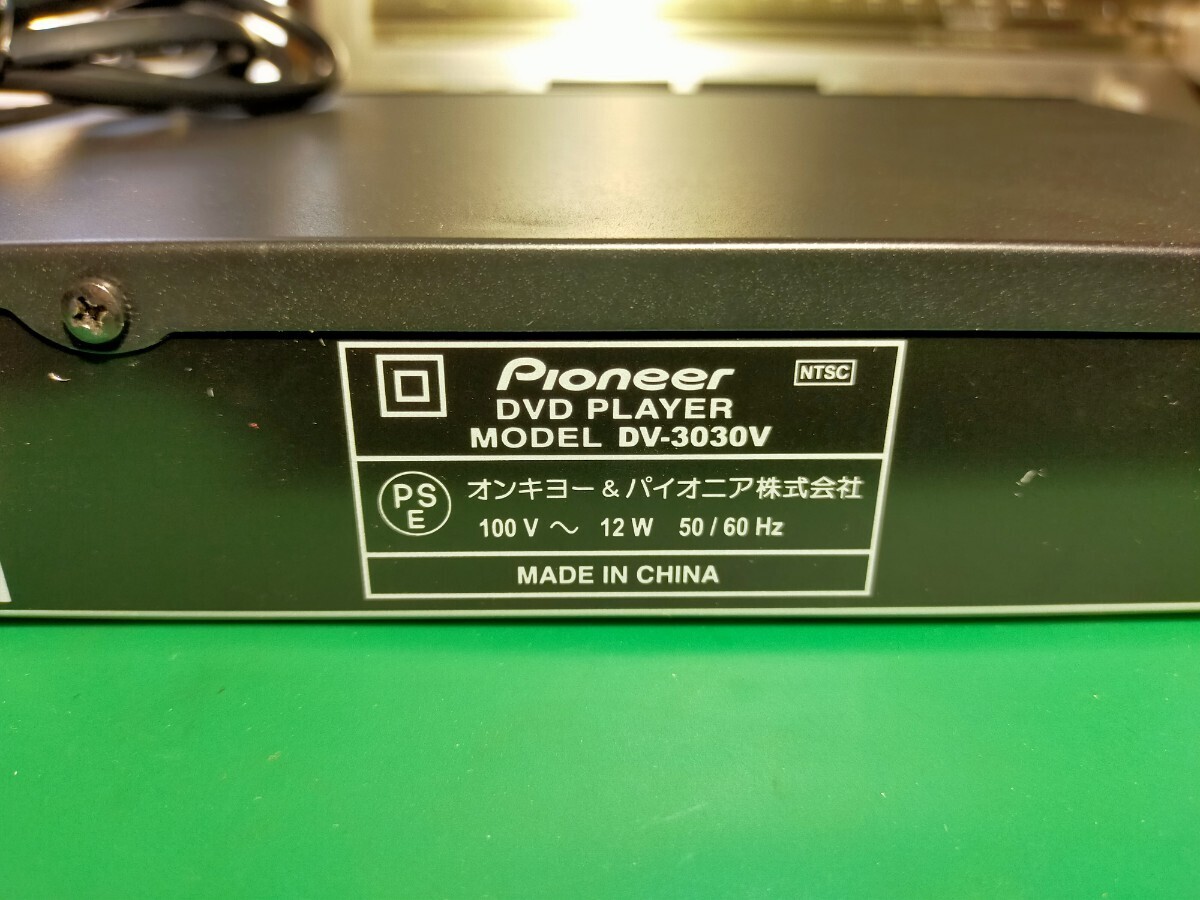 Pioneer
NTSC
DVD PLAYER
MODEL DV-3030V
PS
E
オンキヨー&パイオニア株式会社
100 V ～ 12 W 50 / 60 Hz
MADE IN CHINA